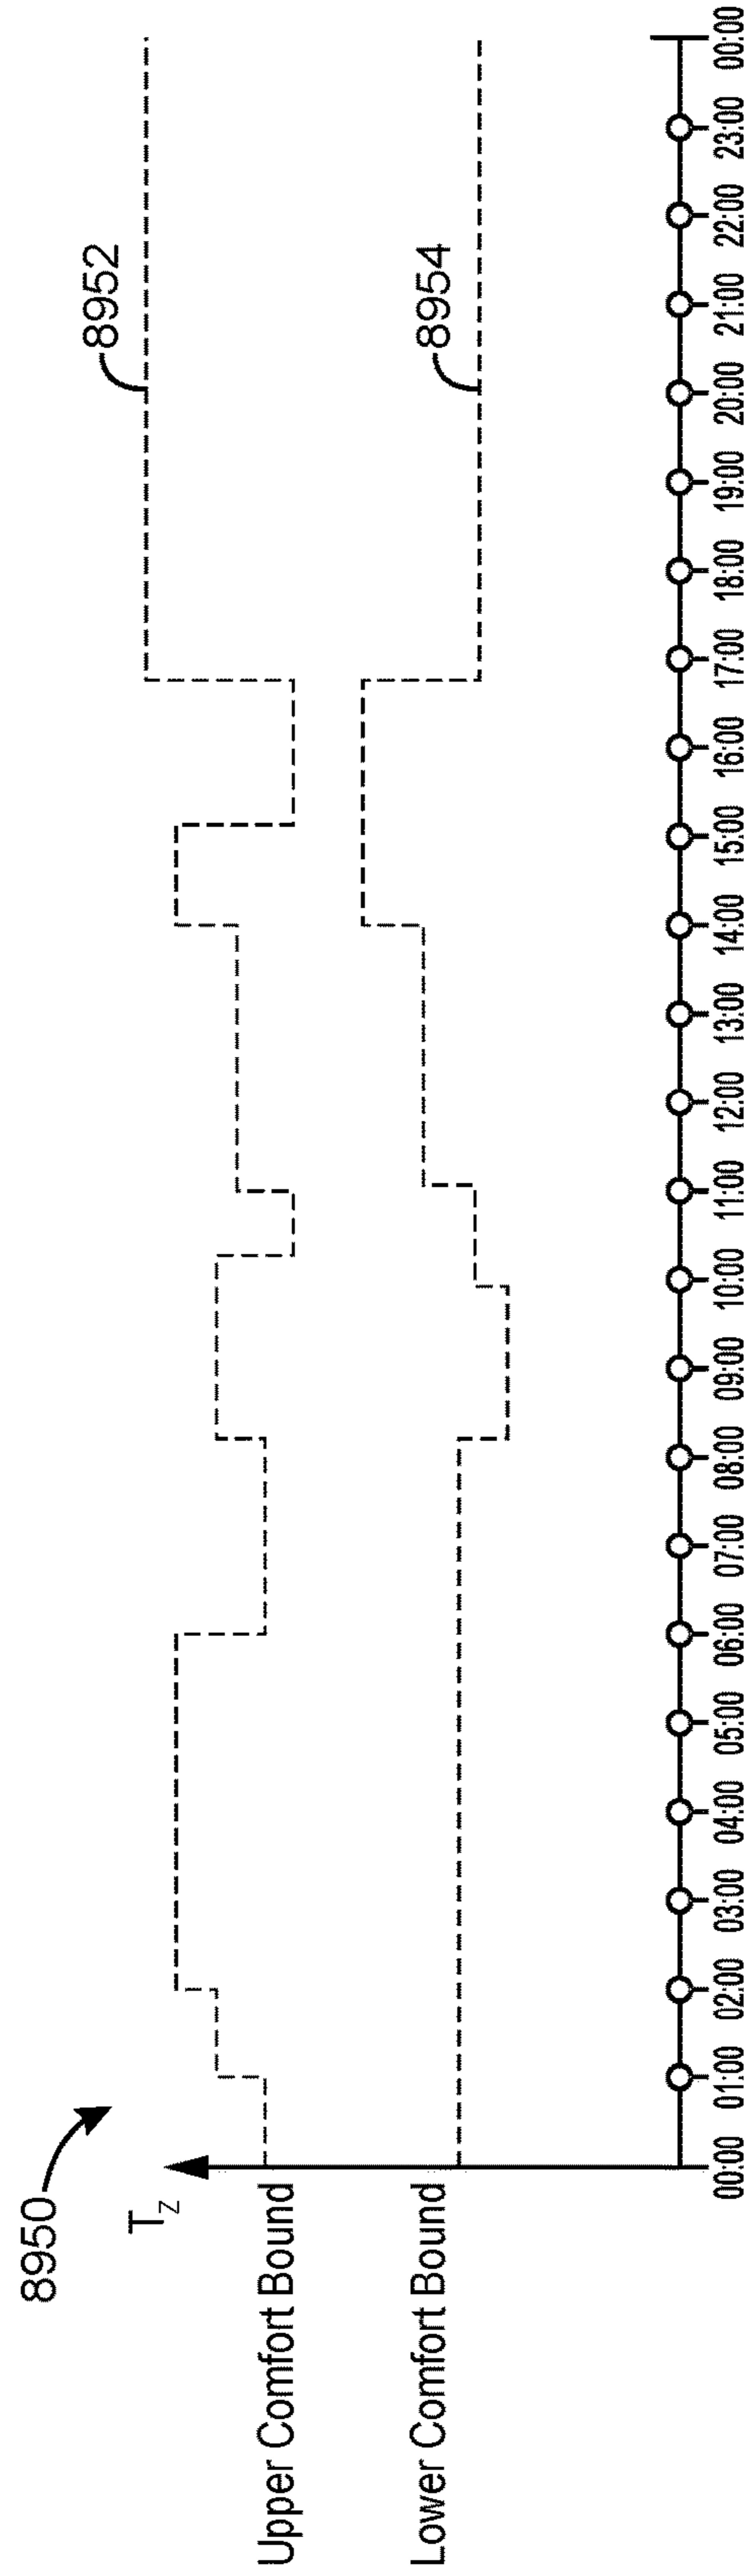 8950
T_Z
8952
Upper Comfort Bound
8954
Lower Comfort Bound
00:00 01:00 02:00 03:00 04:00 05:00 06:00 07:00 08:00 09:00 10:00 11:00 12:00 13:00 14:00 15:00 16:00 17:00 18:00 19:00 20:00 21:00 22:00 23:00 00:00